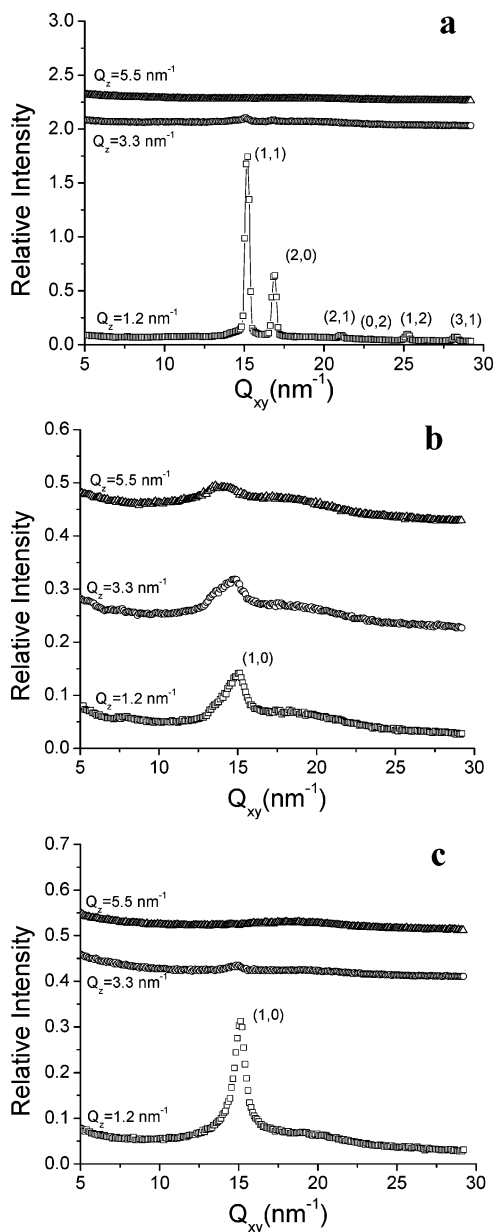 a
3.0
2.5
2.0
1.5
1.0
0.5
0.0
Relative Intensity
Q_z=5.5 nm⁻¹
Q_z=3.3 nm⁻¹
(1,1)
(2,0)
Q_z=1.2 nm⁻¹
(2,1)
(0,2)
(1,2)
(3,1)
5 10 15 20 25 30
Q_xy(nm⁻¹)
b
0.6
0.5
0.4
0.3
0.2
0.1
0.0
Relative Intensity
Q_z=5.5 nm⁻¹
Q_z=3.3 nm⁻¹
(1,0)
Q_z=1.2 nm⁻¹
5 10 15 20 25 30
Q_xy(nm⁻¹)
c
0.7
0.6
0.5
0.4
0.3
0.2
0.1
0.0
Relative Intensity
Q_z=5.5 nm⁻¹
Q_z=3.3 nm⁻¹
(1,0)
Q_z=1.2 nm⁻¹
5 10 15 20 25 30
Q_xy(nm⁻¹)